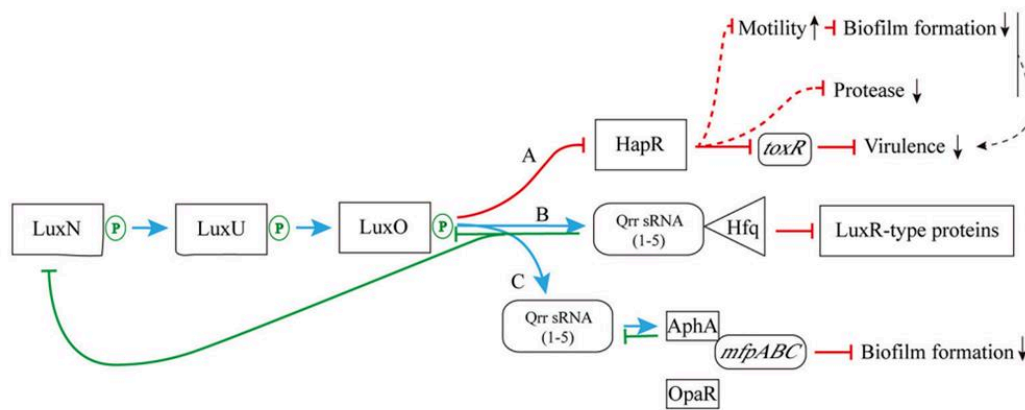 Motility Biofilm formation
Protease
A
HapR
toxR
Virulence
LuxN P LuxU P LuxO P
B
Qrr sRNA
(1-5)
Hfq
LuxR-type proteins
C
Qrr sRNA
(1-5)
AphA
mfpABC
Biofilm formation
OpaR